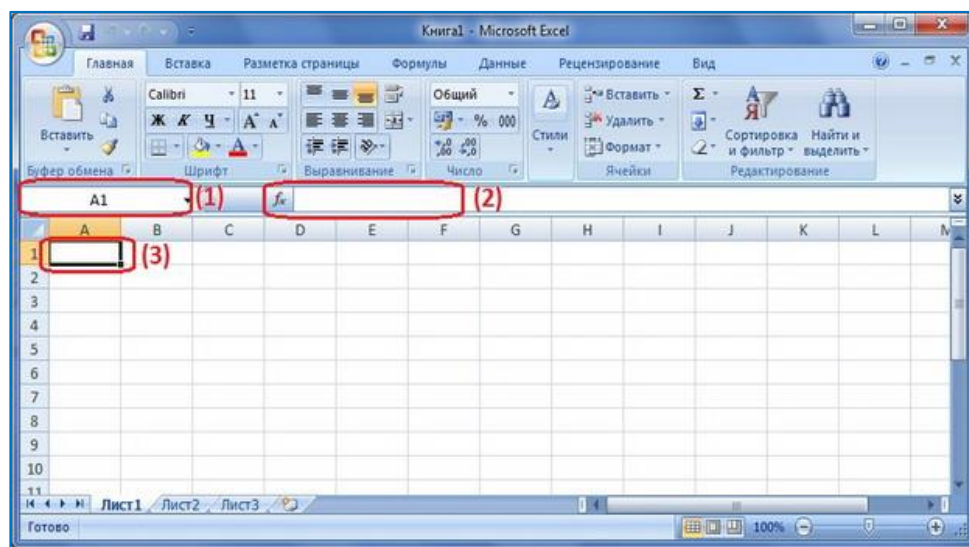 Книга1 - Microsoft Excel
Главная Вставка Разметка страницы Формулы Данные Рецензирование Вид
Вставить
Calibri 11
Ж К Ч A A
A
Общий
% 000
,00 ,00
A
Стили
Вставить
Удалить
Формат
Σ
А Я
Сортировка и фильтр
Найти и выделить
Буфер обмена Шрифт Выравнивание Число Ячейки Редактирование
A1 (1) fx (2)
A B C D E F G H I J K L M
1 (3)
2
3
4
5
6
7
8
9
10
11
Лист1 Лист2 Лист3
Готово 100%